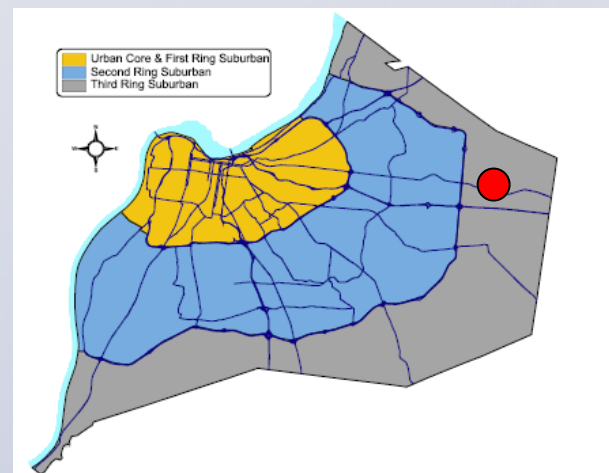 Urban Core & First Ring Suburban
Second Ring Suburban
Third Ring Suburban
N
W E
S